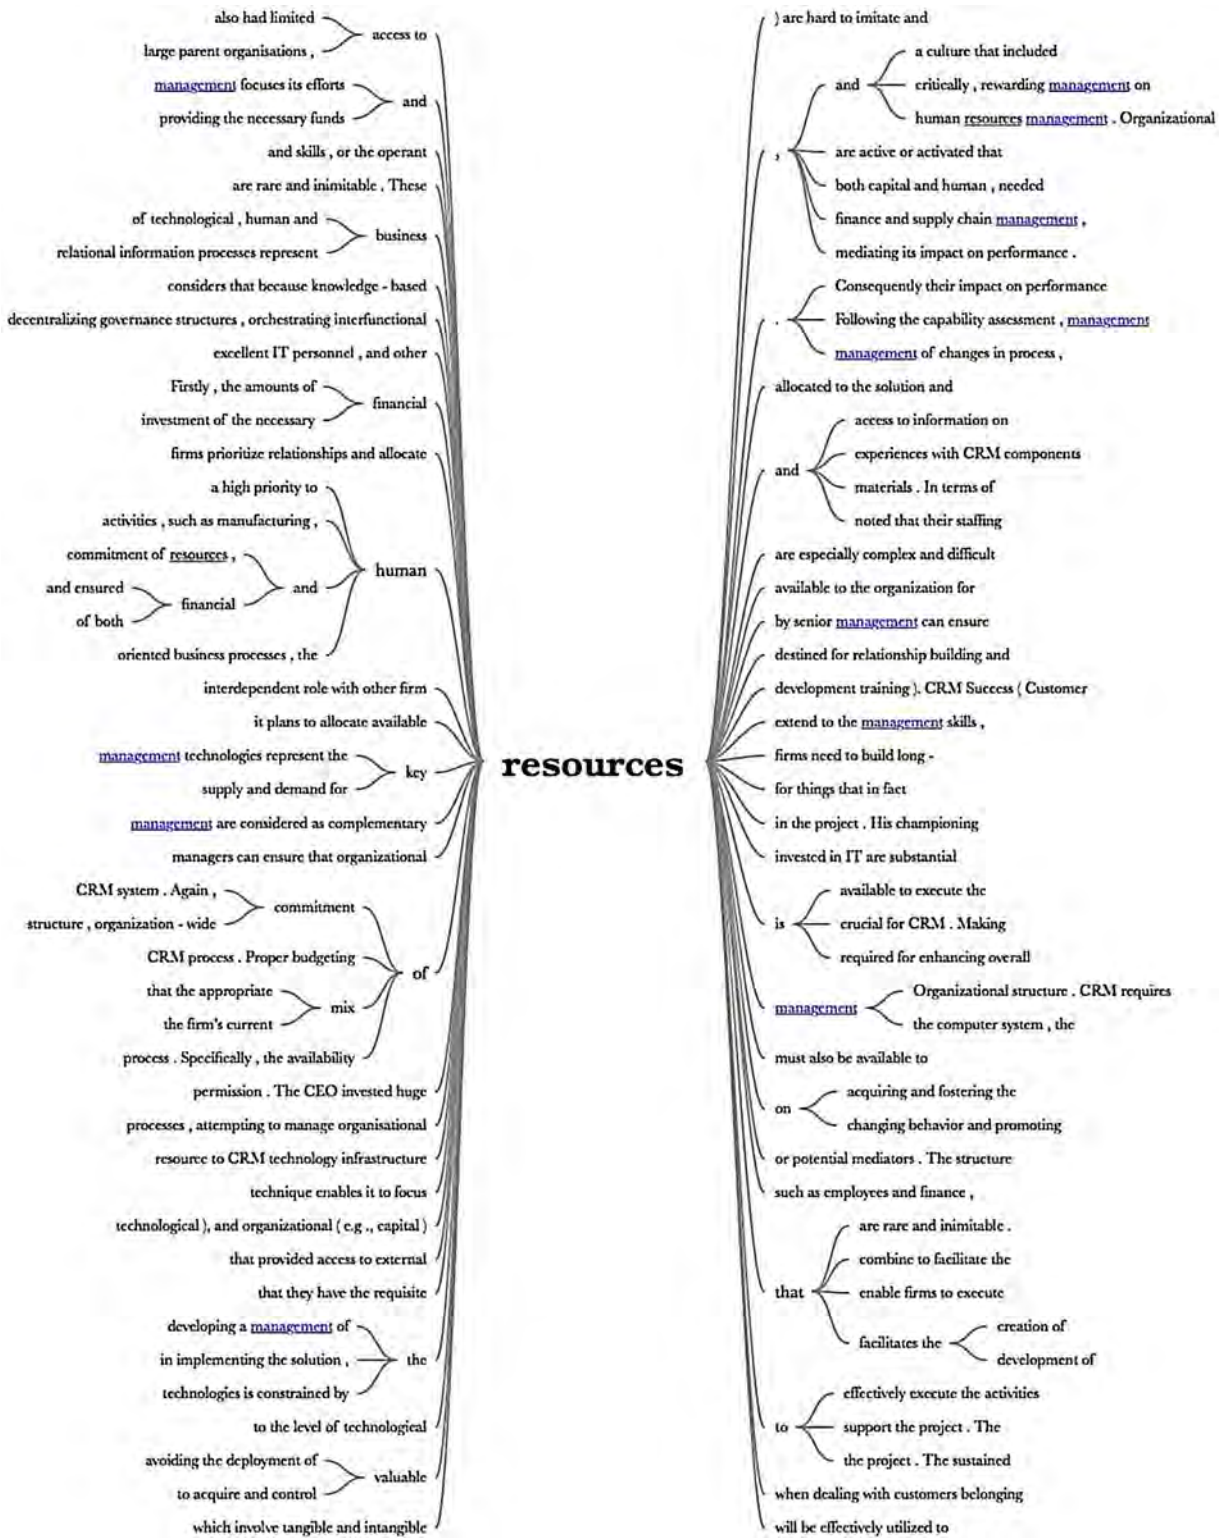 also had limited
large parent organisations ,
access to
management focuses its efforts
providing the necessary funds
and
and skills , or the operant
are rare and inimitable . These
of technological , human and
relational information processes represent
business
considers that because knowledge - based
decentralizing governance structures , orchestrating interfunctional
excellent IT personnel , and other
Firstly , the amounts of
investment of the necessary
financial
firms prioritize relationships and allocate
a high priority to
activities , such as manufacturing ,
commitment of resources ,
and ensured
of both
financial
and
human
oriented business processes , the
interdependent role with other firm
it plans to allocate available
management technologies represent the
supply and demand for
key
management are considered as complementary
managers can ensure that organizational
CRM system . Again ,
structure , organization - wide
commitment
CRM process . Proper budgeting
of
that the appropriate
the firm's current
mix
process . Specifically , the availability
permission . The CEO invested huge
processes , attempting to manage organisational
resource to CRM technology infrastructure
technique enables it to focus
technological ), and organizational ( e.g ., capital )
that provided access to external
that they have the requisite
developing a management of
in implementing the solution ,
technologies is constrained by
the
to the level of technological
avoiding the deployment of
to acquire and control
valuable
which involve tangible and intangible
resources
) are hard to imitate and
,
and
a culture that included
critically , rewarding management on
human resources management . Organizational
are active or activated that
both capital and human , needed
finance and supply chain management ,
mediating its impact on performance .
.
Consequently their impact on performance
Following the capability assessment , management
management of changes in process ,
allocated to the solution and
and
access to information on
experiences with CRM components
materials . In terms of
noted that their staffing
are especially complex and difficult
available to the organization for
by senior management can ensure
destined for relationship building and
development training ). CRM Success ( Customer
extend to the management skills ,
firms need to build long -
for things that in fact
in the project . His championing
invested in IT are substantial
is
available to execute the
crucial for CRM . Making
required for enhancing overall
management
Organizational structure . CRM requires
the computer system , the
must also be available to
on
acquiring and fostering the
changing behavior and promoting
or potential mediators . The structure
such as employees and finance ,
that
are rare and inimitable .
combine to facilitate the
enable firms to execute
facilitates the
creation of
development of
to
effectively execute the activities
support the project . The
the project . The sustained
when dealing with customers belonging
will be effectively utilized to